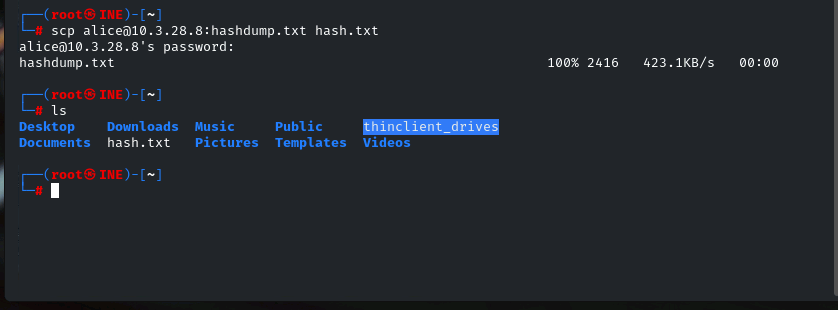 ┌──(root㉿INE)-[~]
└─# scp alice@10.3.28.8:hashdump.txt hash.txt
alice@10.3.28.8's password:
hashdump.txt 100% 2416 423.1KB/s 00:00
┌──(root㉿INE)-[~]
└─# ls
Desktop Downloads Music Public thinclient_drives
Documents hash.txt Pictures Templates Videos
┌──(root㉿INE)-[~]
└─#